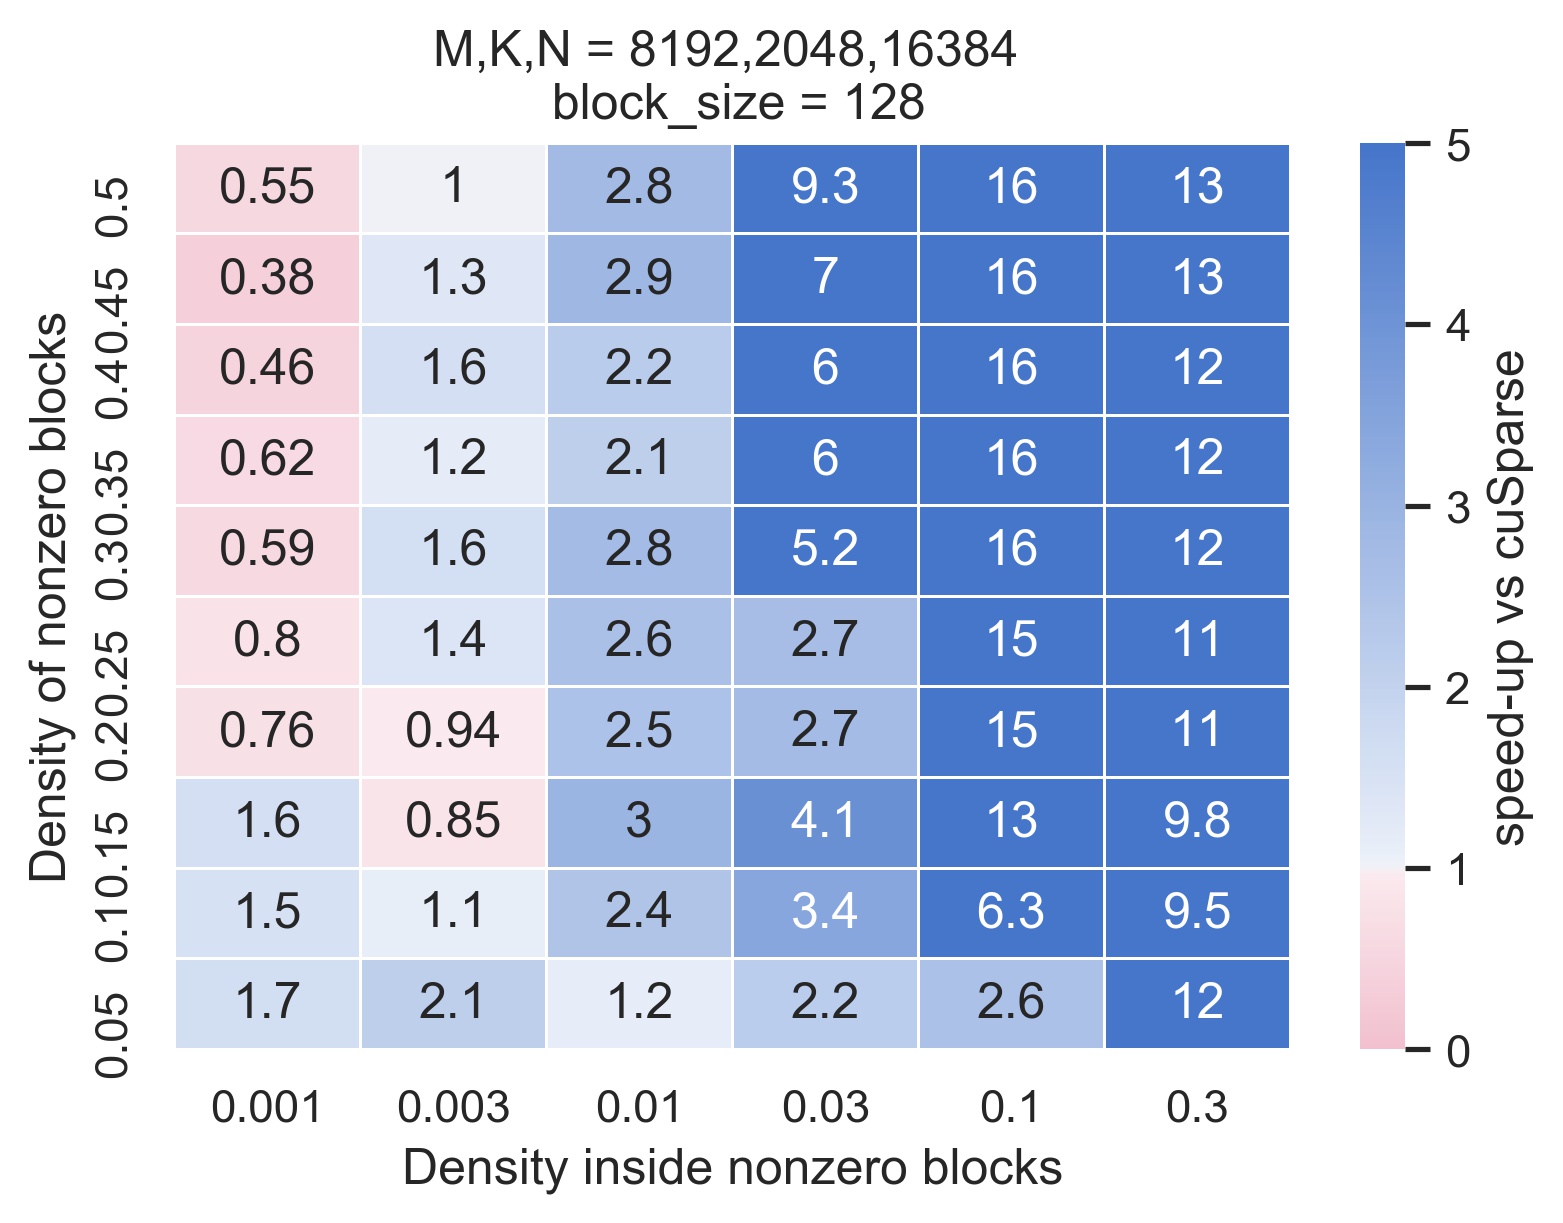 M,K,N = 8192,2048,16384
block_size = 128
Density of nonzero blocks
0.5 0.55 1 2.8 9.3 16 13
0.45 0.38 1.3 2.9 7 16 13
0.4 0.46 1.6 2.2 6 16 12
0.35 0.62 1.2 2.1 6 16 12
0.3 0.59 1.6 2.8 5.2 16 12
0.25 0.8 1.4 2.6 2.7 15 11
0.2 0.76 0.94 2.5 2.7 15 11
0.15 1.6 0.85 3 4.1 13 9.8
0.1 1.5 1.1 2.4 3.4 6.3 9.5
0.05 1.7 2.1 1.2 2.2 2.6 12
0.001 0.003 0.01 0.03 0.1 0.3
Density inside nonzero blocks
5
4
3
2
1
0
speed-up vs cuSparse